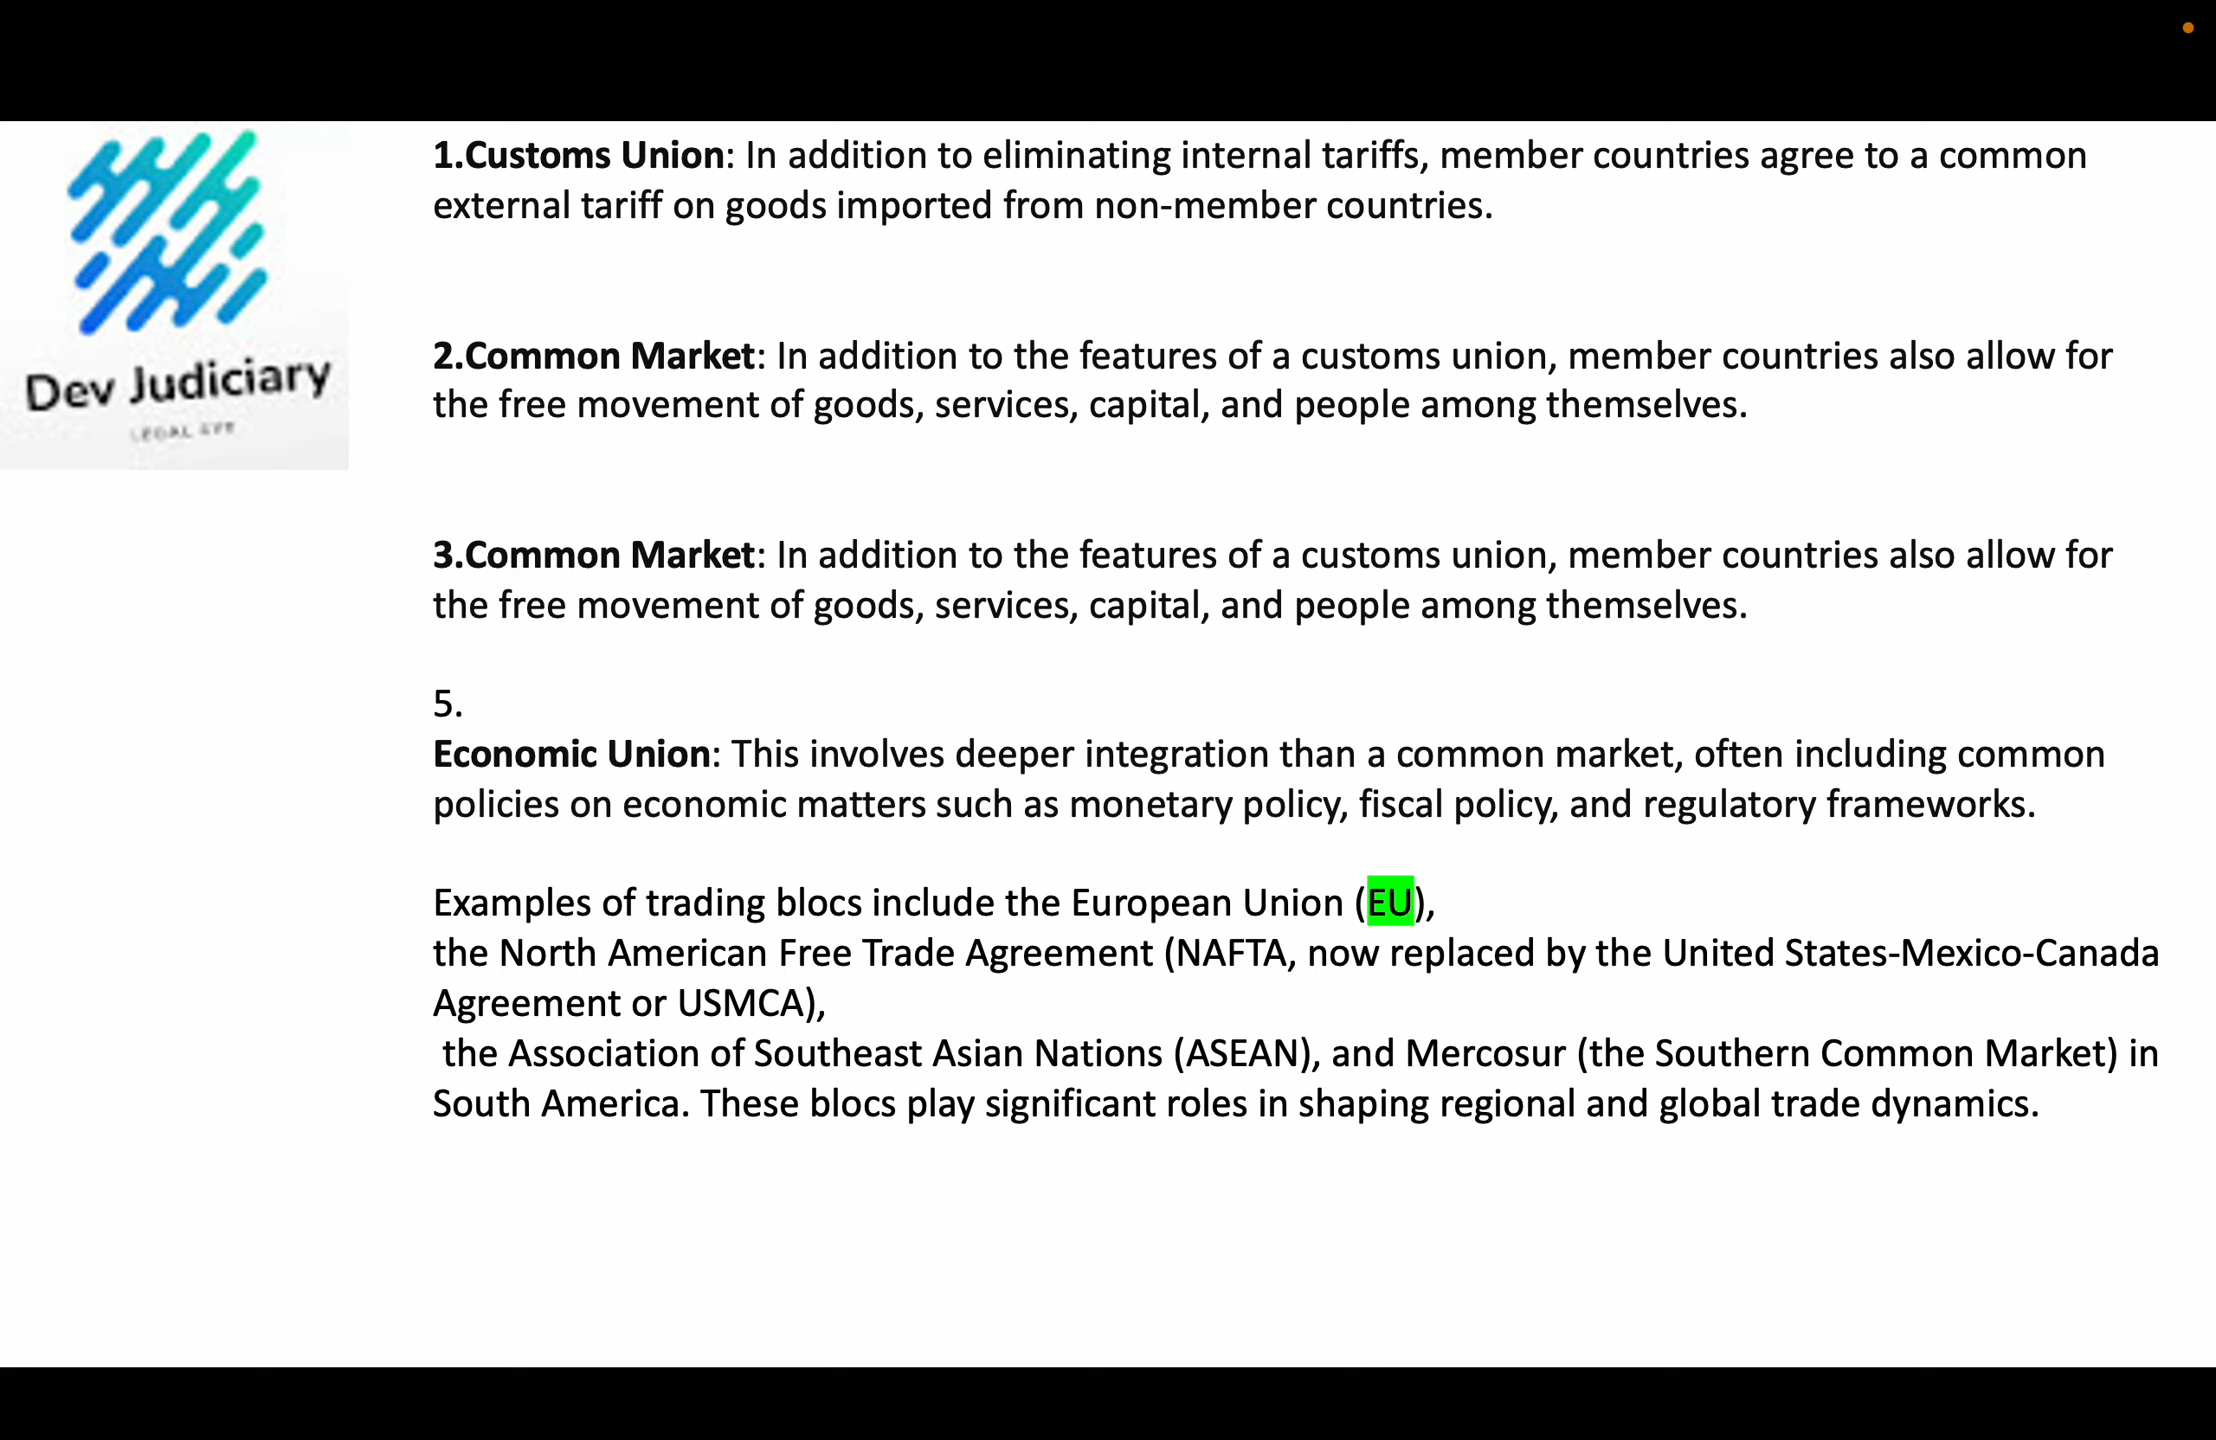 Dev Judiciary
LEGAL EYE
1.Customs Union: In addition to eliminating internal tariffs, member countries agree to a common
external tariff on goods imported from non-member countries.
2.Common Market: In addition to the features of a customs union, member countries also allow for
the free movement of goods, services, capital, and people among themselves.
3.Common Market: In addition to the features of a customs union, member countries also allow for
the free movement of goods, services, capital, and people among themselves.
5.
Economic Union: This involves deeper integration than a common market, often including common
policies on economic matters such as monetary policy, fiscal policy, and regulatory frameworks.
Examples of trading blocs include the European Union (EU),
the North American Free Trade Agreement (NAFTA, now replaced by the United States-Mexico-Canada
Agreement or USMCA),
the Association of Southeast Asian Nations (ASEAN), and Mercosur (the Southern Common Market) in
South America. These blocs play significant roles in shaping regional and global trade dynamics.